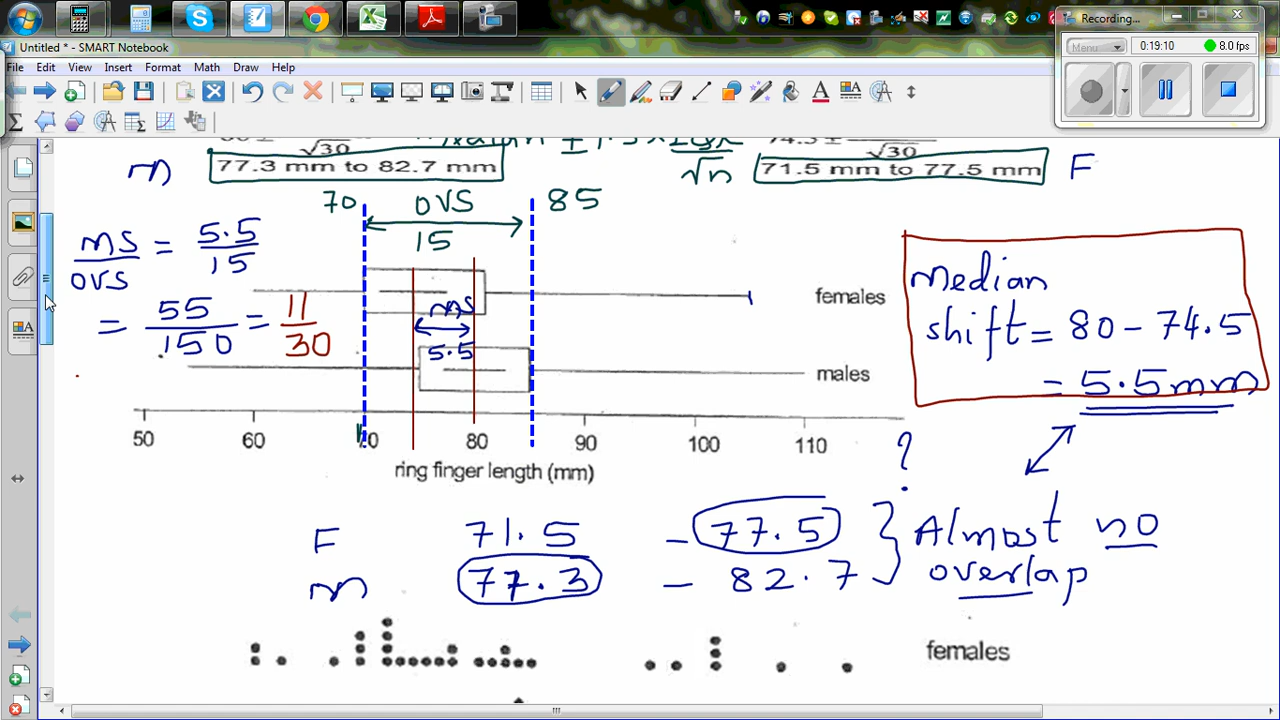 Recording...
Menu
0:19:10
8.0 fps
Untitled * - SMART Notebook
File Edit View Insert Format Math Draw Help
√30
√n
√30
m
77.3 mm to 82.7 mm
71.5 mm to 77.5 mm
F
70
OVS
85
15
MS/OVS = 5.5/15
= 55/150 = 11/30
MS
5.5
females
males
Median
shift = 80 - 74.5
= 5.5mm
50 60 70 80 90 100 110
ring finger length (mm)
?
F 71.5 - 77.5 } Almost no
m 77.3 - 82.7 overlap
females